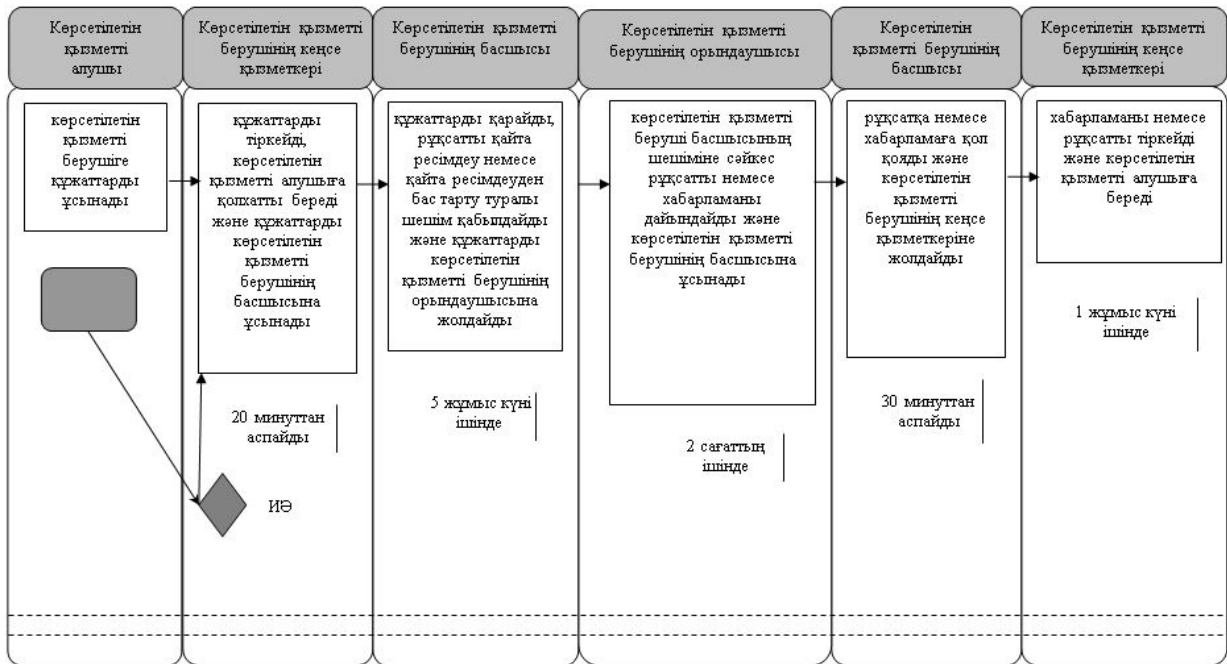 Көрсетілетін
қызметті
алушы
Көрсетілетін қызметті
берушінің кеңсе
қызметкері
Көрсетілетін қызметті
берушінің басшысы
Көрсетілетін қызметті
берушінің орындаушысы
Көрсетілетін
қызметті берушінің
басшысы
Көрсетілетін қызметті
берушінің кеңсе
қызметкері
көрсетілетін
қызметті
берушіге
құжаттарды
ұсынады
құжаттарды
тіркейді,
көрсетілетін
қызметті алушыға
қолхатты береді
және құжаттарды
көрсетілетін
қызметті
берушінің
басшысына
ұсынады
құжаттарды қарайды,
рұқсатты қайта
ресімдеу немесе
қайта ресімдеуден
бас тарту туралы
шешім қабылдайды
және құжаттарды
көрсетілетін
қызметті берушінің
орындаушысына
жолдайды
көрсетілетін қызметті
беруші басшысының
шешіміне сәйкес
рұқсатты немесе
хабарламаны
дайындайды және
көрсетілетін қызметті
берушінің басшысына
ұсынады
рұқсатқа немесе
хабарламаға қол
қояды және
көрсетілетін
қызметті
берушінің кеңсе
қызметкеріне
жолдайды
хабарламаны немесе
рұқсатты тіркейді
және көрсетілетін
қызметті алушыға
береді
20 минуттан
аспайды
5 жұмыс күні
ішінде
2 сағаттың
ішінде
30 минуттан
аспайды
1 жұмыс күні
ішінде
ИӘ